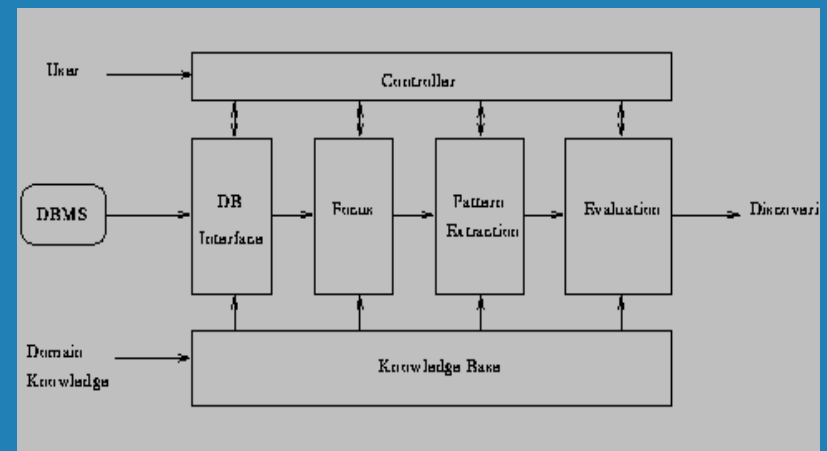 User
Controller
DBMS
DB
Interface
Focus
Pattern
Extraction
Evaluation
Discoveri
Domain
Knowledge
Knowledge Base